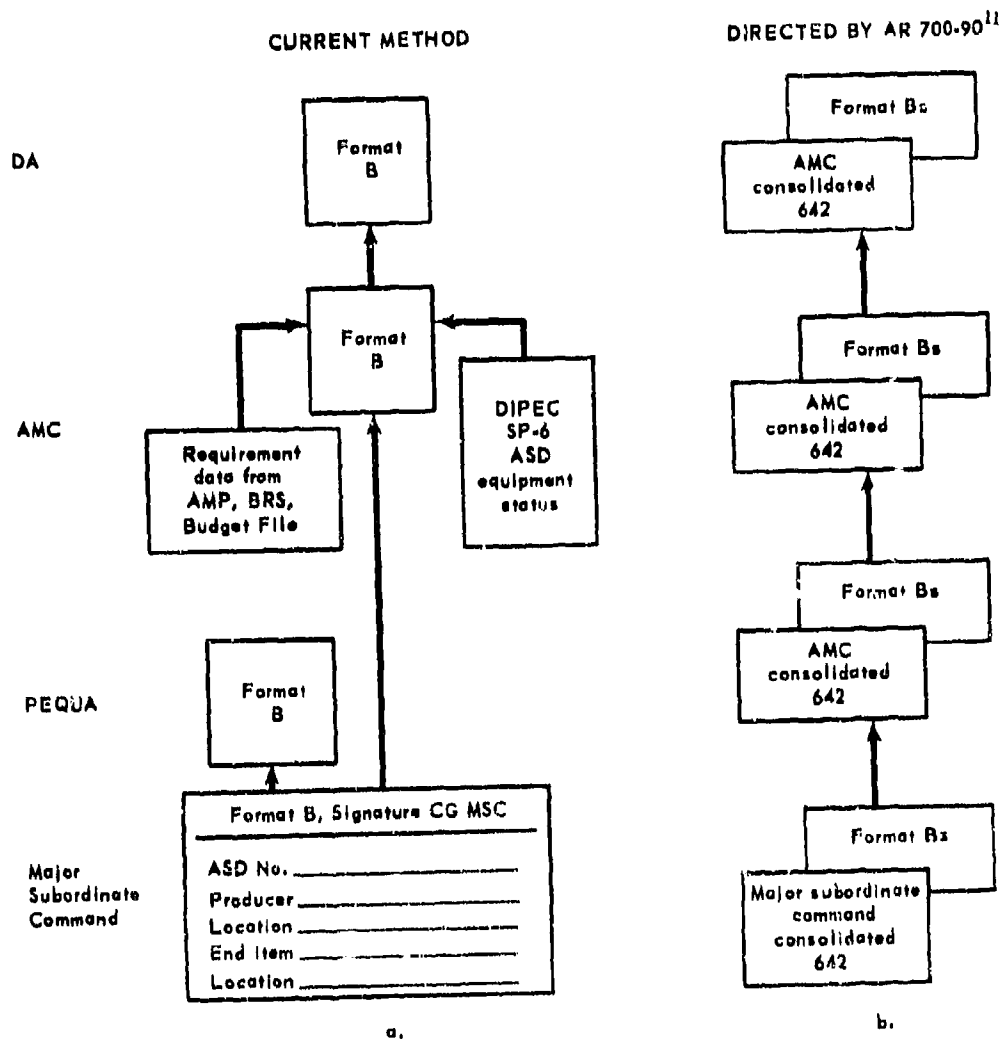 CURRENT METHOD
DIRECTED BY AR 700-90¹¹
DA
Format
B
Format Bs
AMC
consolidated
642
AMC
Format
B
Requirement
data from
AMP, BRS,
Budget File
DIPEC
SP-6
ASD
equipment
status
Format Bs
AMC
consolidated
642
PEQUA
Format
B
Format Bs
AMC
consolidated
642
Major
Subordinate
Command
Format B, Signature CG MSC
ASD No.
Producer
Location
End Item
Location
Format Bs
Major subordinate
command
consolidated
642
a.
b.